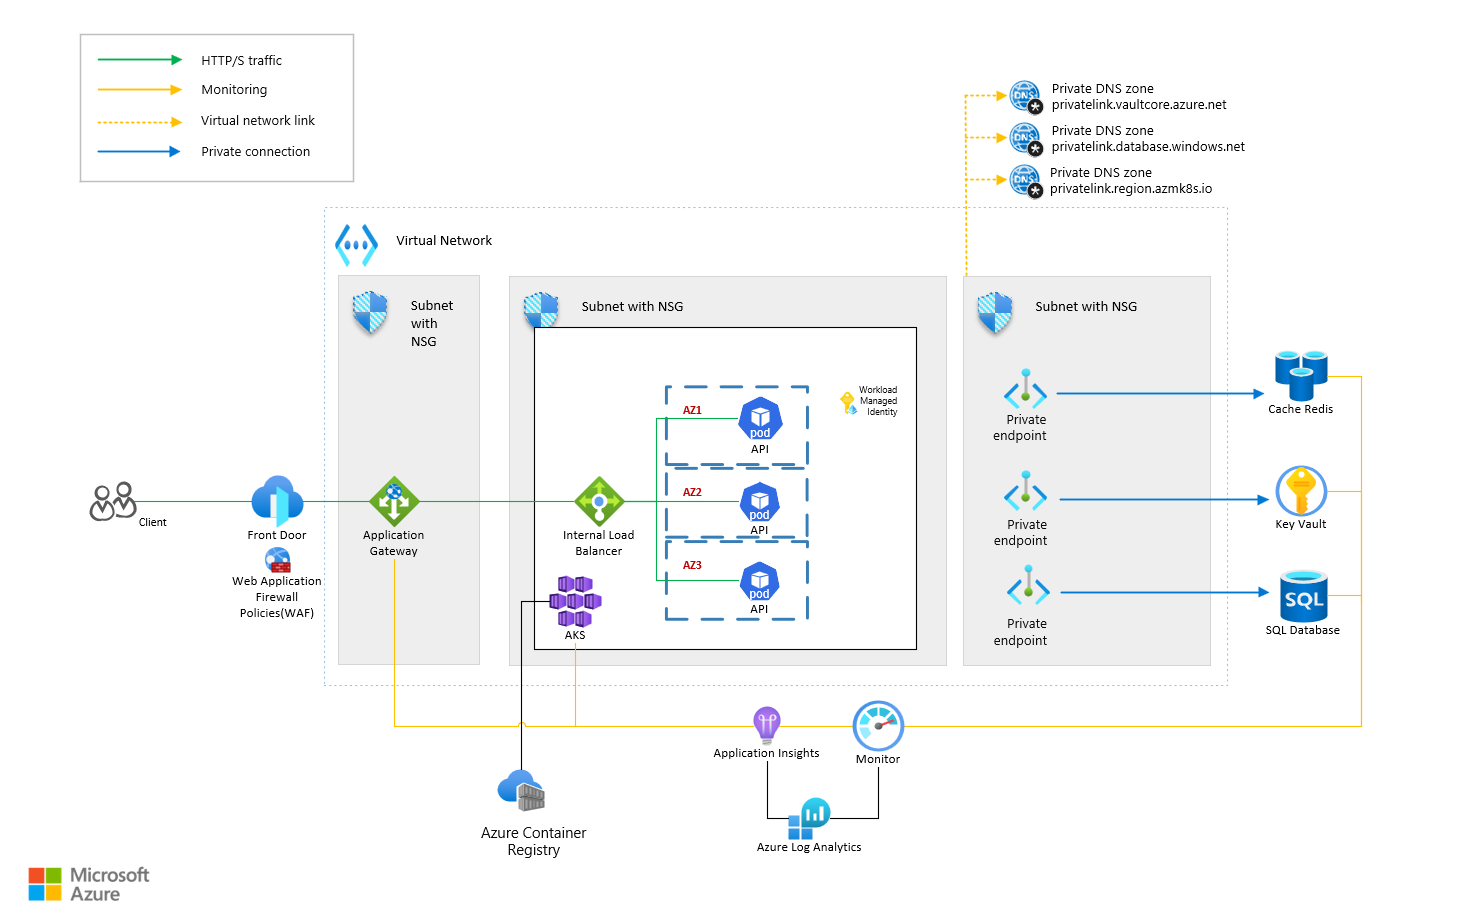 HTTP/S traffic
Monitoring
Virtual network link
Private connection
DNS
Private DNS zone
privatelink.vaultcore.azure.net
DNS
Private DNS zone
privatelink.database.windows.net
DNS
Private DNS zone
privatelink.region.azmk8s.io
Virtual Network
Subnet
with
NSG
Subnet with NSG
Subnet with NSG
Workload
Managed
Identity
AZ1
pod
API
AZ2
pod
API
AZ3
pod
API
Client
Front Door
Web Application
Firewall
Policies(WAF)
Application
Gateway
Internal Load
Balancer
AKS
Private
endpoint
Private
endpoint
Private
endpoint
Cache Redis
Key Vault
SQL
SQL Database
Application Insights
Monitor
Azure Log Analytics
Azure Container
Registry
Microsoft
Azure